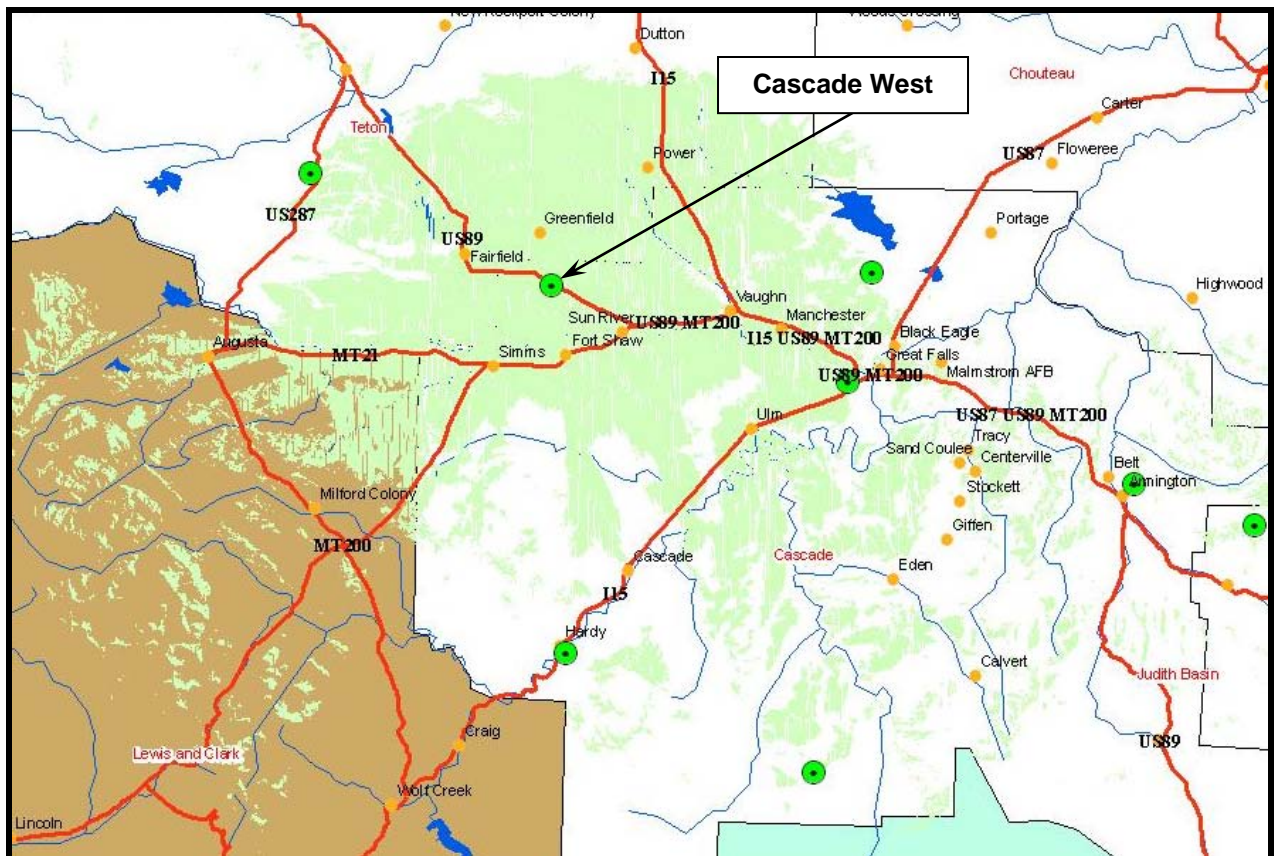 New Rockport Colony
Dutton
I15
Cascade West
Chouteau
Carter
Teton
Power
US87
Floweree
US287
Greenfield
Portage
US89
Fairfield
Highwood
Vaughn
Sun River
US89 MT200
Manchester
Augusta
MT21
Simms
Fort Shaw
I15 US89 MT200
Black Eagle
Great Falls
US89 MT200
Malmstrom AFB
Ulm
US87 US89 MT200
Tracy
Sand Coulee
Centerville
Belt
Armington
Stockett
Milford Colony
Giffen
MT200
Cascade
Cascade
Eden
I15
Hardy
Calvert
Judith Basin
Craig
US89
Lewis and Clark
Wolf Creek
Lincoln